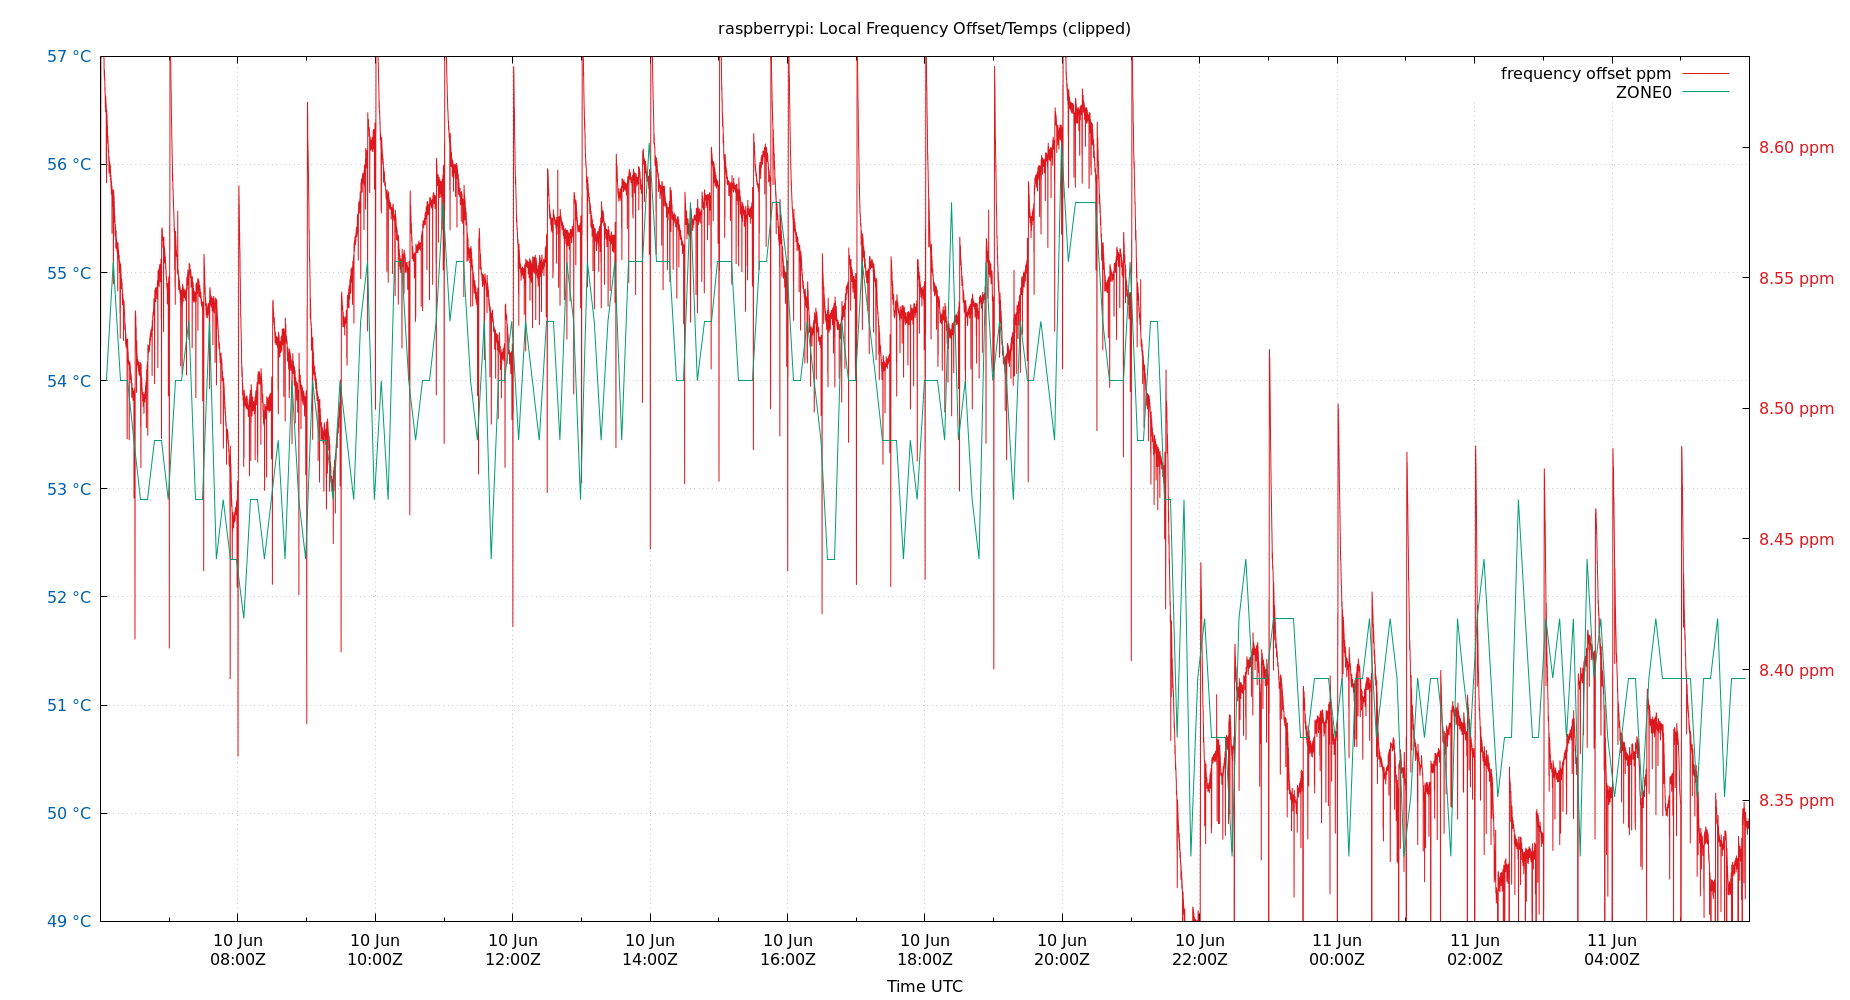 raspberrypi: Local Frequency Offset/Temps (clipped)
57 °C
56 °C
55 °C
54 °C
53 °C
52 °C
51 °C
50 °C
49 °C
frequency offset ppm
ZONE0
8.60 ppm
8.55 ppm
8.50 ppm
8.45 ppm
8.40 ppm
8.35 ppm
10 Jun
08:00Z
10 Jun
10:00Z
10 Jun
12:00Z
10 Jun
14:00Z
10 Jun
16:00Z
10 Jun
18:00Z
10 Jun
20:00Z
10 Jun
22:00Z
11 Jun
00:00Z
11 Jun
02:00Z
11 Jun
04:00Z
Time UTC